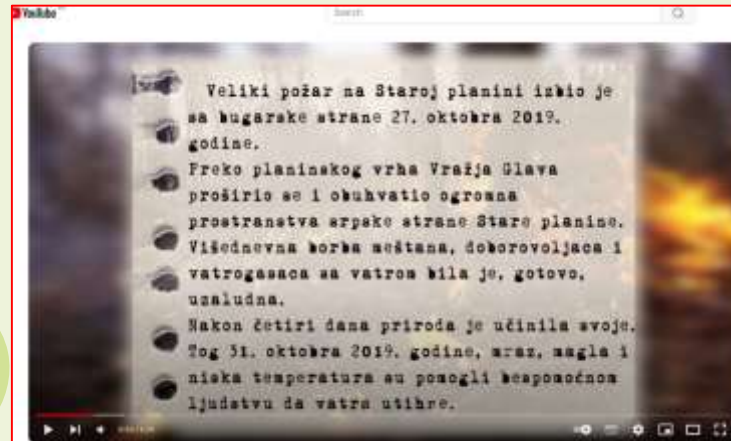 YouTube
Search
Veliki požar na Staroj planini izbio je
sa bugarske strane 27. oktobra 2019.
godine.
Preko planinskog vrha Vražja Glava
proširio se i obuhvatio ogromna
prostranstva srpske strane Stare planine.
Višednevna borba meštana, doborovoljaca i
vatrogasaca sa vatrom bila je, gotovo,
uzaludna.
Nakon četiri dana priroda je učinila svoje.
Tog 31. oktobra 2019. godine, mraz, magla i
niska temperatura su pomogli bespomoćnom
ljudstvu da vatra utihne.